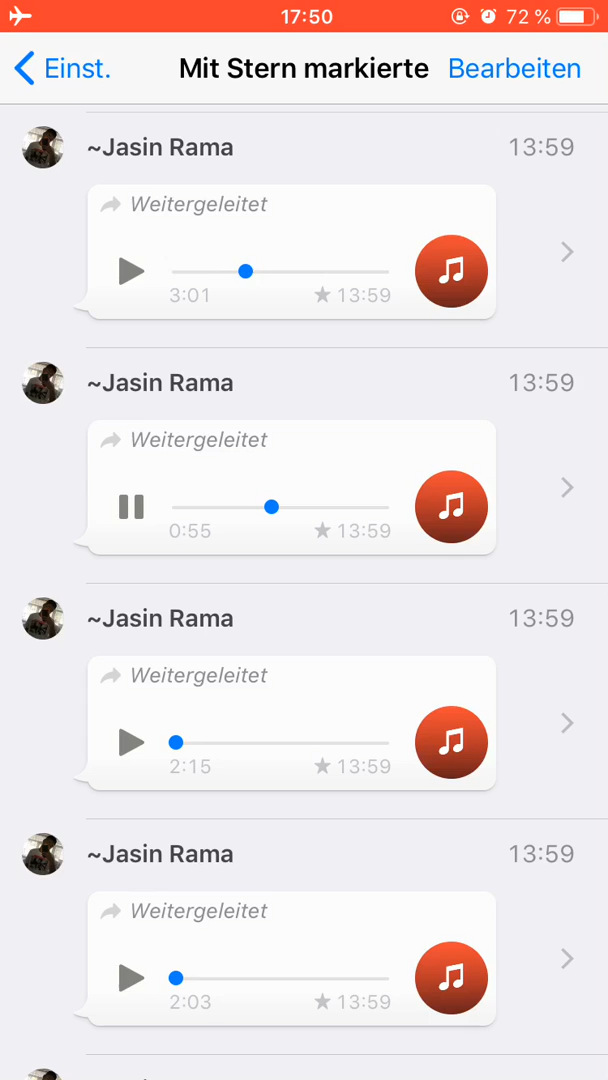 17:50
72 %
Einst.
Mit Stern markierte
Bearbeiten
~Jasin Rama
13:59
Weitergeleitet
3:01
★ 13:59
~Jasin Rama
13:59
Weitergeleitet
0:55
★ 13:59
~Jasin Rama
13:59
Weitergeleitet
2:15
★ 13:59
~Jasin Rama
13:59
Weitergeleitet
2:03
★ 13:59